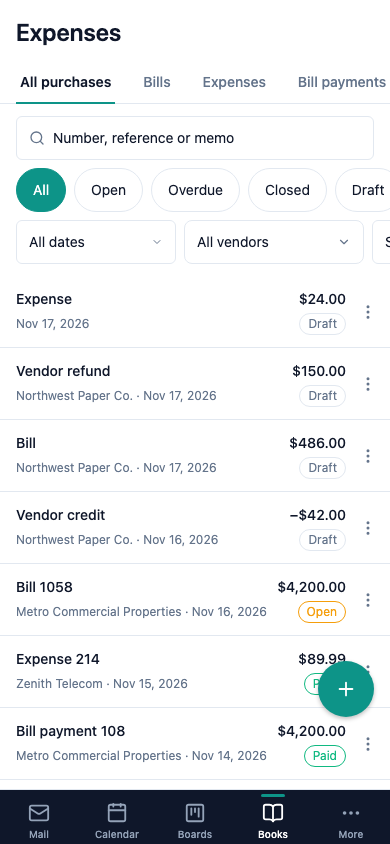 Expenses
All purchases Bills Expenses Bill payments
Number, reference or memo
All Open Overdue Closed Draft
All dates All vendors
Expense $24.00
Nov 17, 2026 Draft
Vendor refund $150.00
Northwest Paper Co. · Nov 17, 2026 Draft
Bill $486.00
Northwest Paper Co. · Nov 17, 2026 Draft
Vendor credit –$42.00
Northwest Paper Co. · Nov 16, 2026 Draft
Bill 1058 $4,200.00
Metro Commercial Properties · Nov 16, 2026 Open
Expense 214 $89.99
Zenith Telecom · Nov 15, 2026
Bill payment 108 $4,200.00
Metro Commercial Properties · Nov 14, 2026 Paid
Mail Calendar Boards Books More